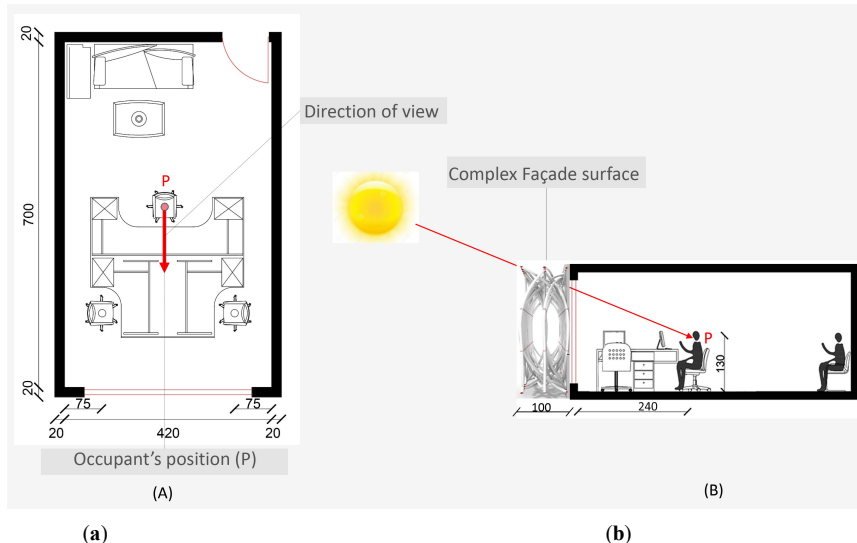 20
Direction of view
P
Complex Façade surface
700
P
130
20
75
75
100
240
20
420
20
Occupant's position (P)
(A)
(B)
(a)
(b)